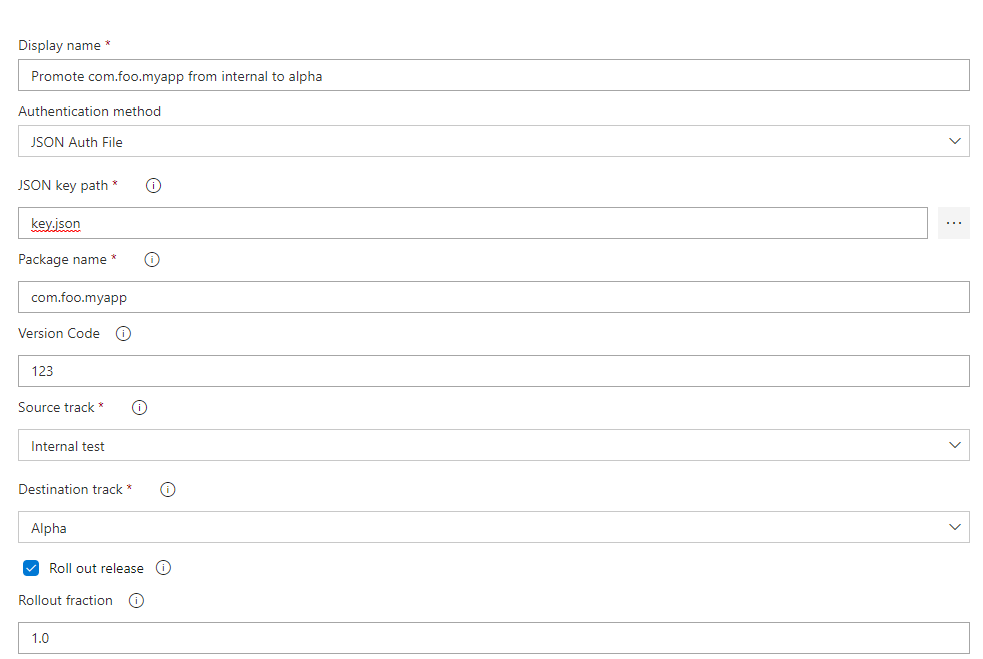 Display name *
Promote com.foo.myapp from internal to alpha
Authentication method
JSON Auth File
JSON key path *
key.json
Package name *
com.foo.myapp
Version Code
123
Source track *
Internal test
Destination track *
Alpha
Roll out release
Rollout fraction
1.0